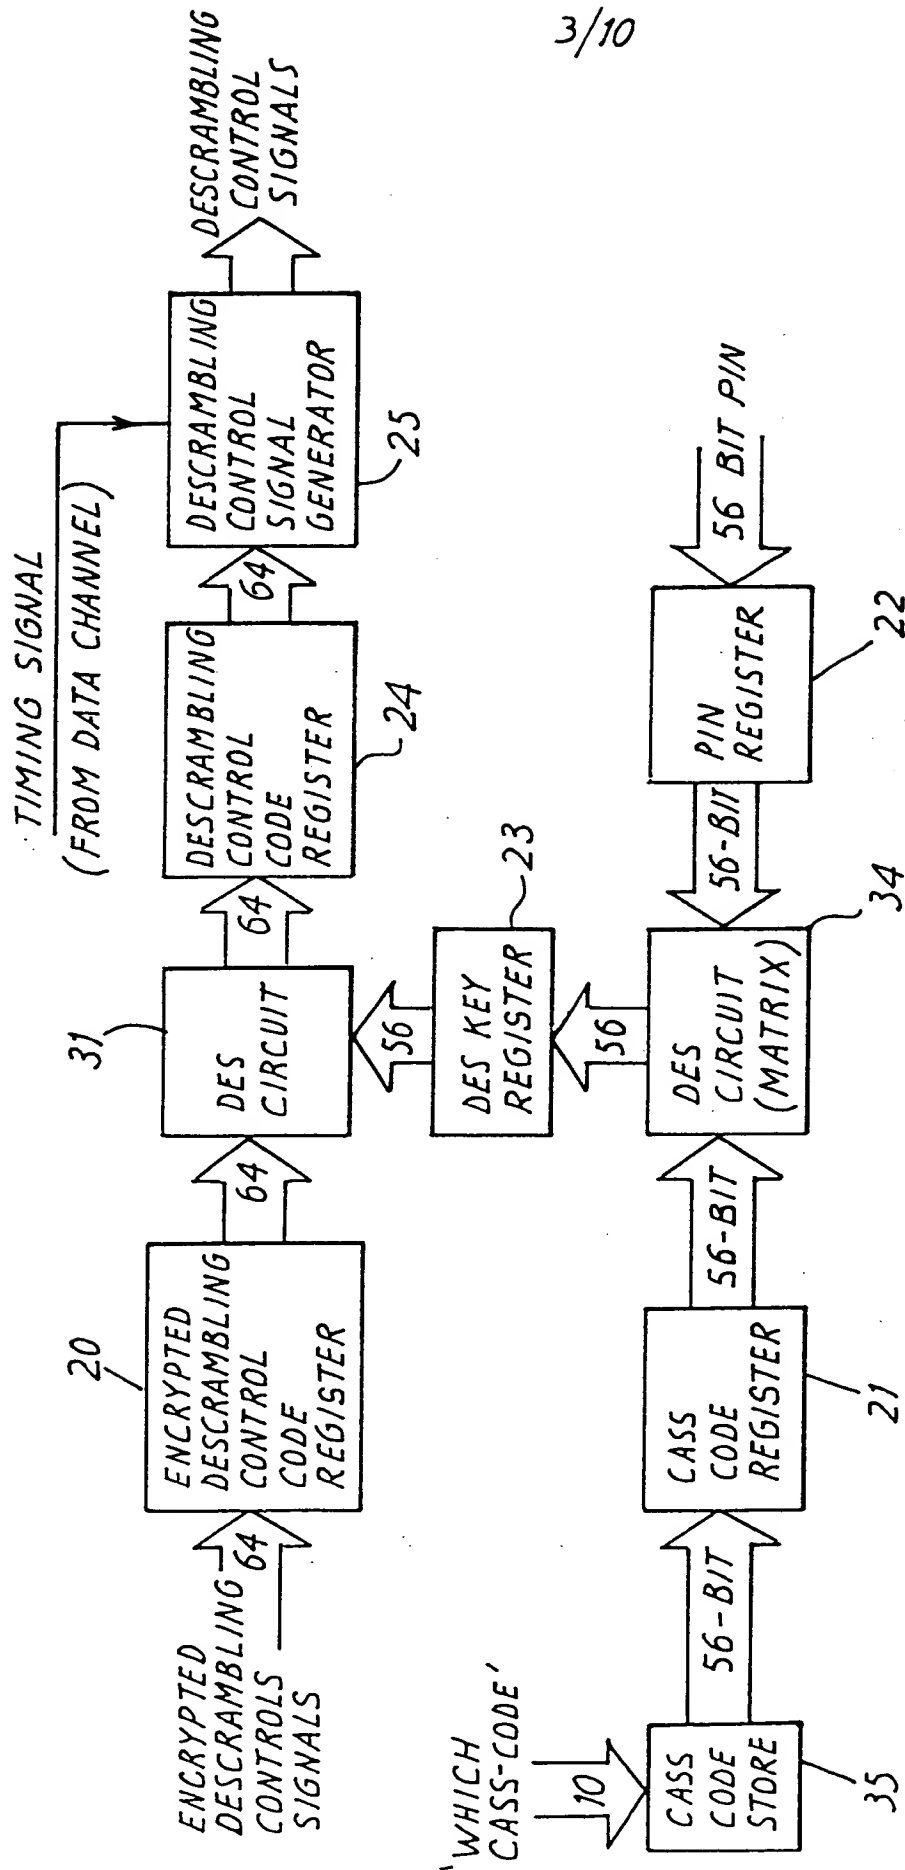 3/10
TIMING SIGNAL
(FROM DATA CHANNEL)
ENCRYPTED
DESCRAMBLING
CONTROLS
SIGNALS
64
20
ENCRYPTED
DESCRAMBLING
CONTROL
CODE
REGISTER
64
31
DES
CIRCUIT
64
DESCRAMBLING
CONTROL
CODE
REGISTER
24
64
DESCRAMBLING
CONTROL
SIGNAL
GENERATOR
25
DESCRAMBLING
CONTROL
SIGNALS
56
DES KEY
REGISTER
23
56
'WHICH
CASS-CODE'
10
CASS
CODE
STORE
35
56-BIT
CASS
CODE
REGISTER
21
56-BIT
DES
CIRCUIT
(MATRIX)
34
56-BIT
PIN
REGISTER
22
56 BIT PIN